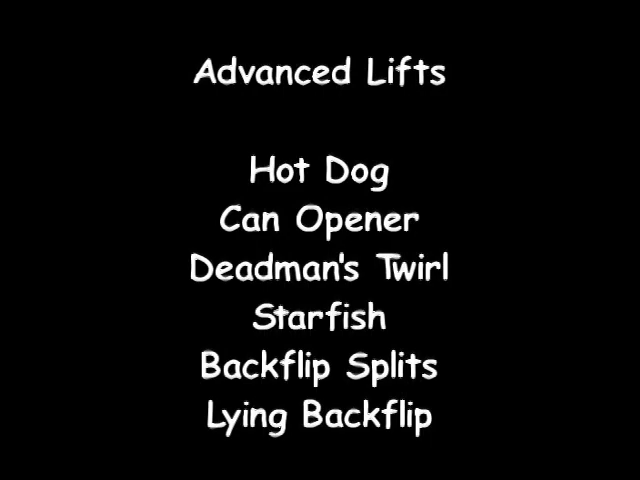 Advanced Lifts
Hot Dog
Can Opener
Deadman's Twirl
Starfish
Backflip Splits
Lying Backflip